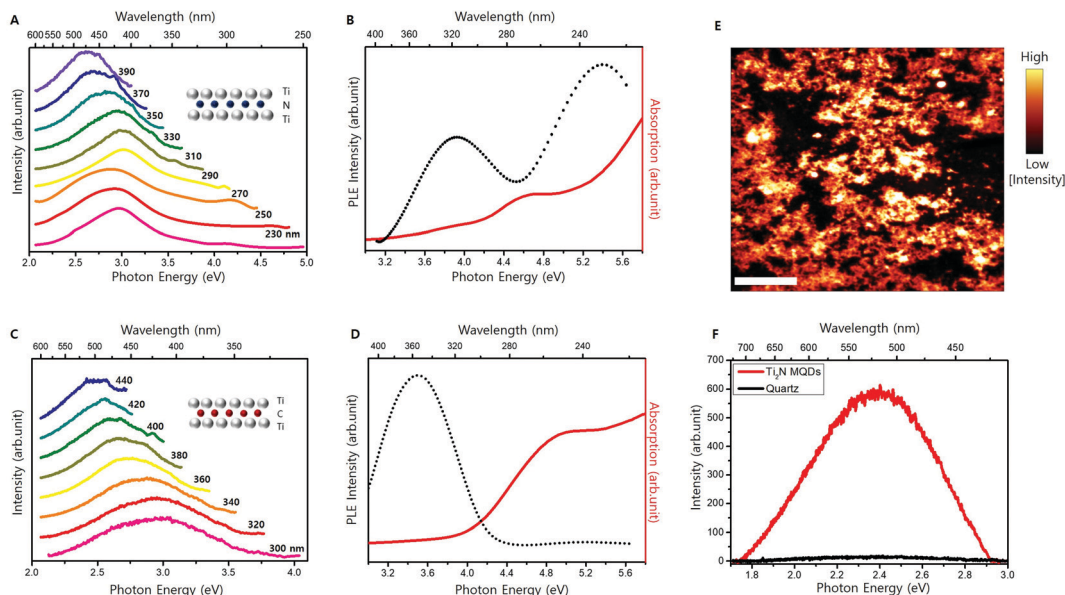 A
Wavelength (nm)
600 550 500 450 400 350 300 250
390
370
350
330
310
290
270
250
230 nm
Ti
N
Ti
Intensity (arb.unit)
2.0 2.5 3.0 3.5 4.0 4.5 5.0
Photon Energy (eV)
B
Wavelength (nm)
400 360 320 280 240
PLE Intensity (arb.unit)
Absorption (arb.unit)
3.2 3.6 4.0 4.4 4.8 5.2 5.6
Photon Energy (eV)
E
High
Low
[Intensity]
C
Wavelength (nm)
600 550 500 450 400 350 300
440
420
400
380
360
340
320
300 nm
Ti
C
Ti
Intensity (arb.unit)
2.0 2.5 3.0 3.5 4.0
Photon Energy (eV)
D
Wavelength (nm)
400 380 360 340 320 300 280 260 240 220
PLE Intensity (arb.unit)
Absorption (arb.unit)
3.0 3.4 3.8 4.2 4.6 5.0 5.4 5.8
Photon Energy (eV)
F
Wavelength (nm)
700 650 600 550 500 450
700
600
500
400
300
200
100
0
Ti₂N MQDs
Quartz
Intensity (arb.unit)
2.0 2.2 2.4 2.6 2.8 3.0
Photon Energy (eV)